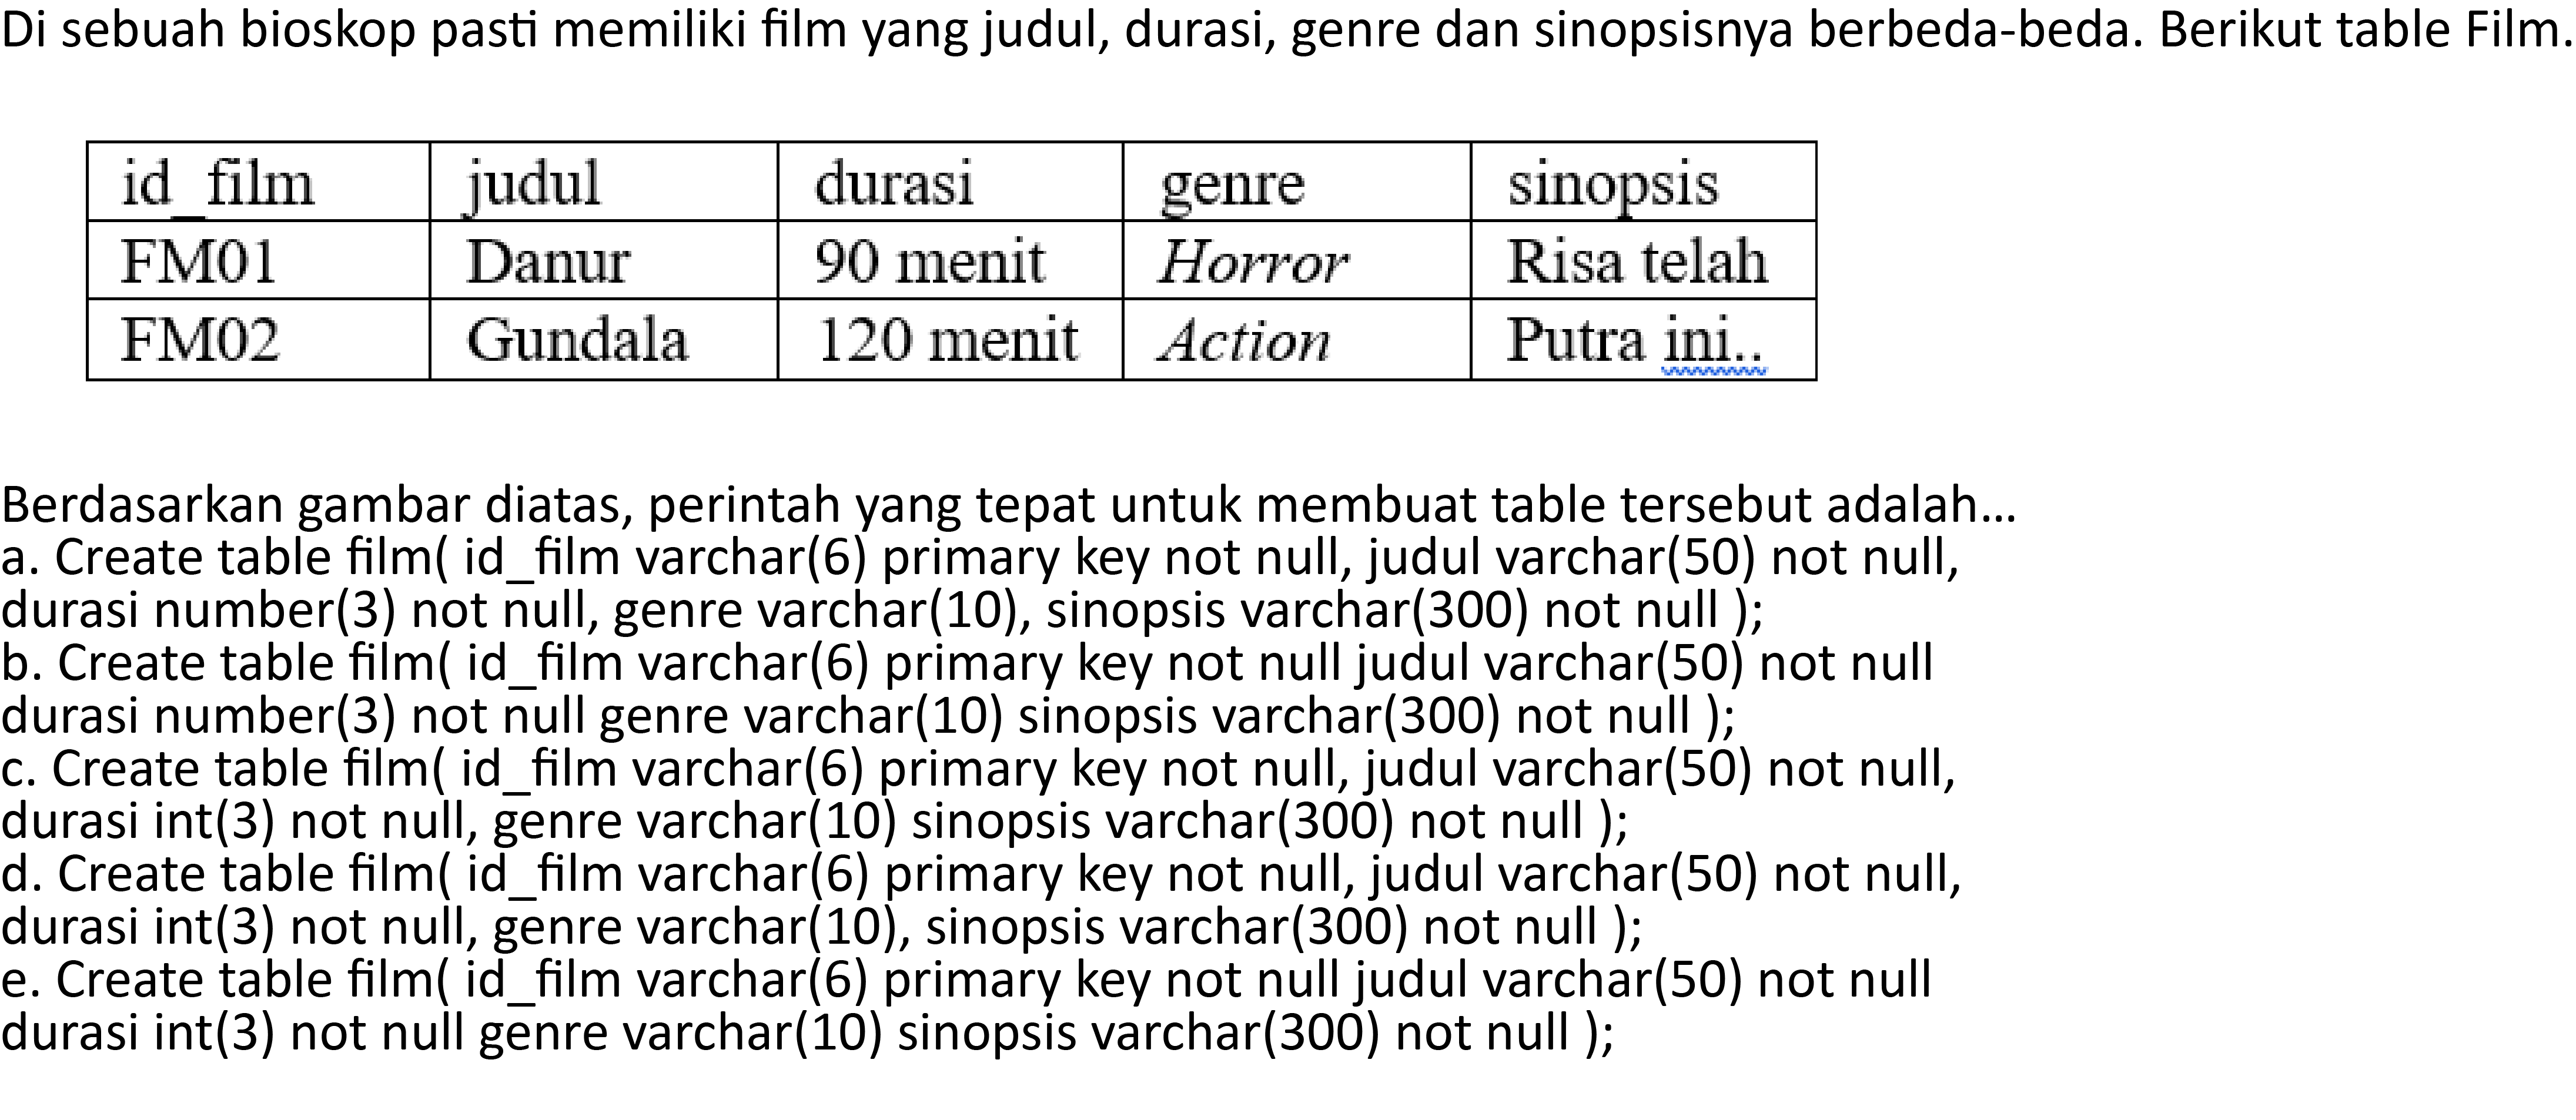 Di sebuah bioskop pasti memiliki film yang judul, durasi, genre dan sinopsisnya berbeda-beda. Berikut table Film.
id_film judul durasi genre sinopsis
FM01 Danur 90 menit Horror Risa telah
FM02 Gundala 120 menit Action Putra ini..
Berdasarkan gambar diatas, perintah yang tepat untuk membuat table tersebut adalah...
a. Create table film( id_film varchar(6) primary key not null, judul varchar(50) not null,
durasi number(3) not null, genre varchar(10), sinopsis varchar(300) not null );
b. Create table film( id_film varchar(6) primary key not null judul varchar(50) not null
durasi number(3) not null genre varchar(10) sinopsis varchar(300) not null );
c. Create table film( id_film varchar(6) primary key not null, judul varchar(50) not null,
durasi int(3) not null, genre varchar(10) sinopsis varchar(300) not null );
d. Create table film( id_film varchar(6) primary key not null, judul varchar(50) not null,
durasi int(3) not null, genre varchar(10), sinopsis varchar(300) not null );
e. Create table film( id_film varchar(6) primary key not null judul varchar(50) not null
durasi int(3) not null genre varchar(10) sinopsis varchar(300) not null );